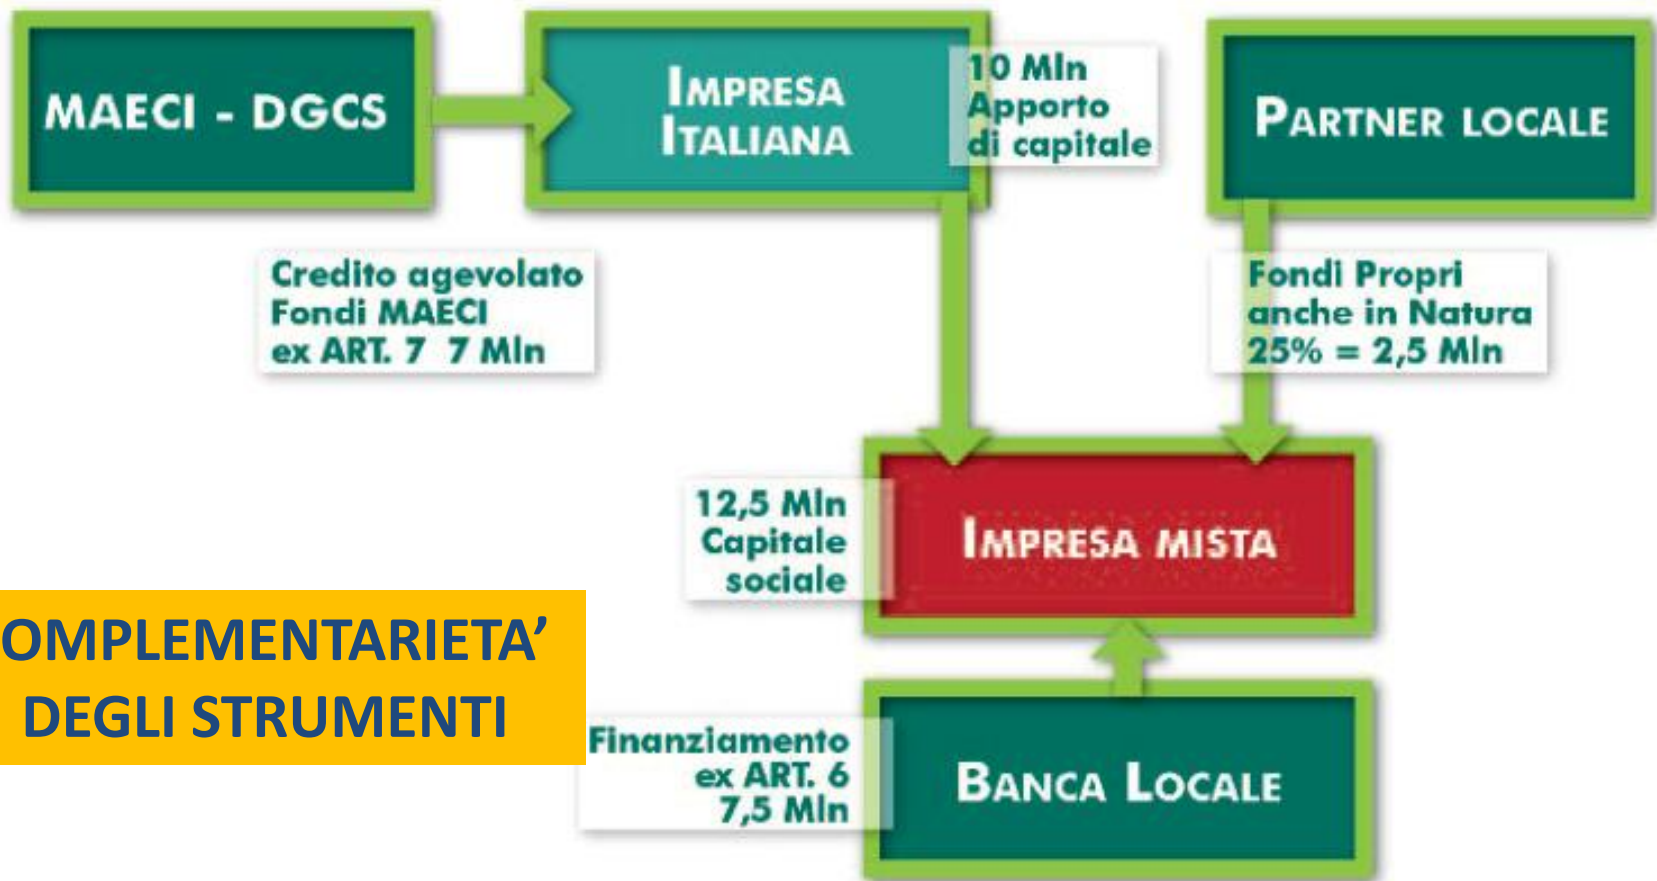 MAECI - DGCS
IMPRESA
ITALIANA
10 Mln
Apporto
di capitale
PARTNER LOCALE
Credito agevolato
Fondi MAECI
ex ART. 7 7 Mln
Fondi Propri
anche in Natura
25% = 2,5 Mln
12,5 Mln
Capitale
sociale
IMPRESA MISTA
OMPLEMENTARIETA’
DEGLI STRUMENTI
Finanziamento
ex ART. 6
7,5 Mln
BANCA LOCALE